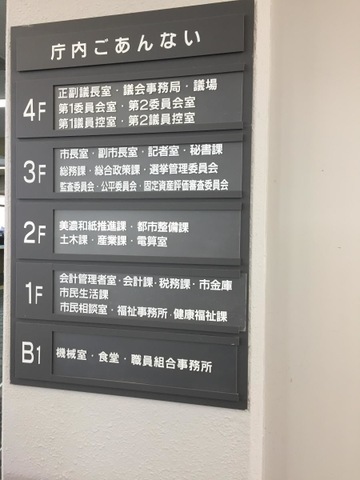 庁内ごあんない
4F
正副議長室・議会事務局・議場
第1委員会室・第2委員会室
第1議員控室・第2議員控室
3F
市長室・副市長室・記者室・秘書課
総務課・総合政策課・選挙管理委員会
監査委員会・公平委員会・固定資産評価審査委員会
2F
美濃和紙推進課・都市整備課
土木課・産業課・電算室
1F
会計管理者室・会計課・税務課・市金庫
市民生活課
市民相談室・福祉事務所・健康福祉課
B1
機械室・食堂・職員組合事務所